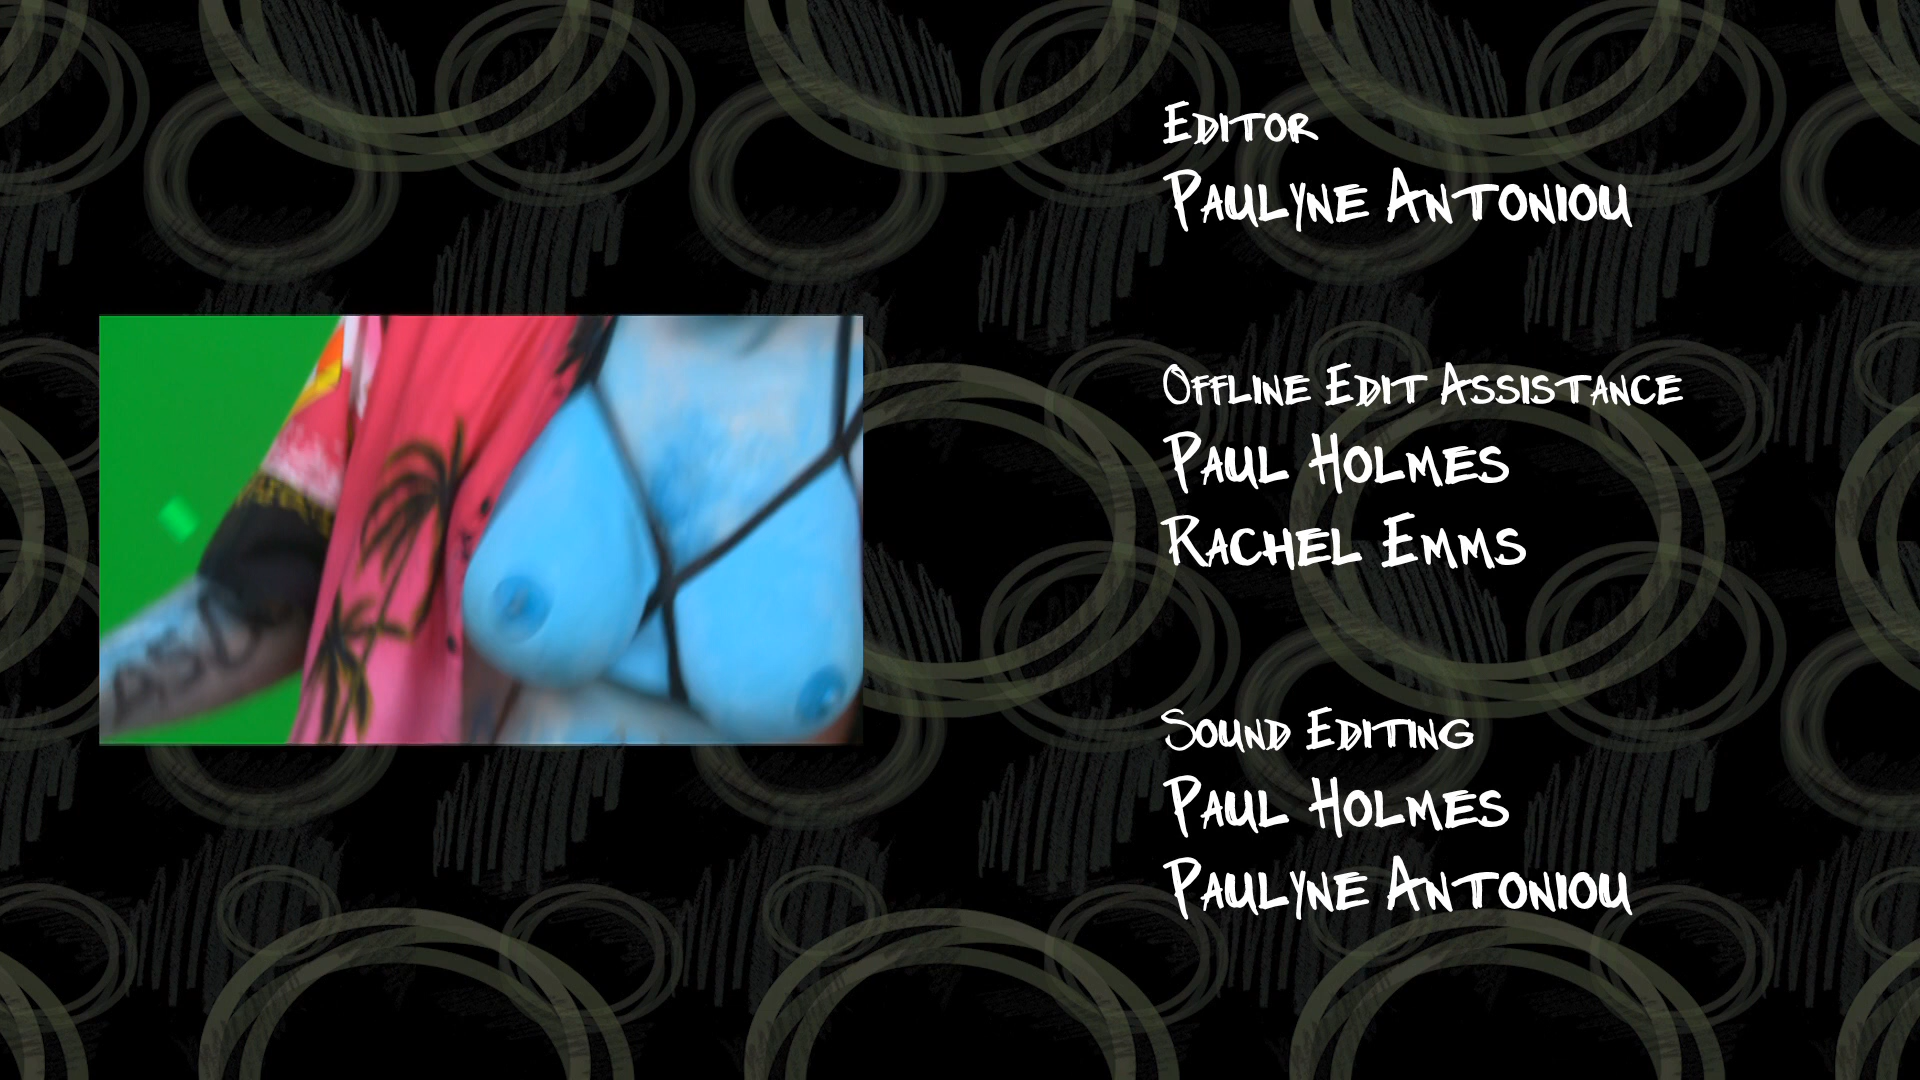 Editor
Paulyne Antoniou
Offline Edit Assistance
Paul Holmes
Rachel Emms
Sound Editing
Paul Holmes
Paulyne Antoniou